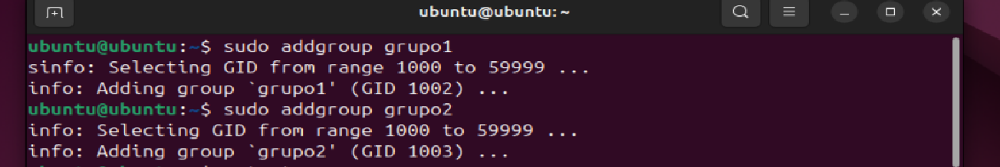 ubuntu@ubuntu: ~
ubuntu@ubuntu:~$ sudo addgroup grupo1
sinfo: Selecting GID from range 1000 to 59999 ...
info: Adding group `grupo1' (GID 1002) ...
ubuntu@ubuntu:~$ sudo addgroup grupo2
info: Selecting GID from range 1000 to 59999 ...
info: Adding group `grupo2' (GID 1003) ...